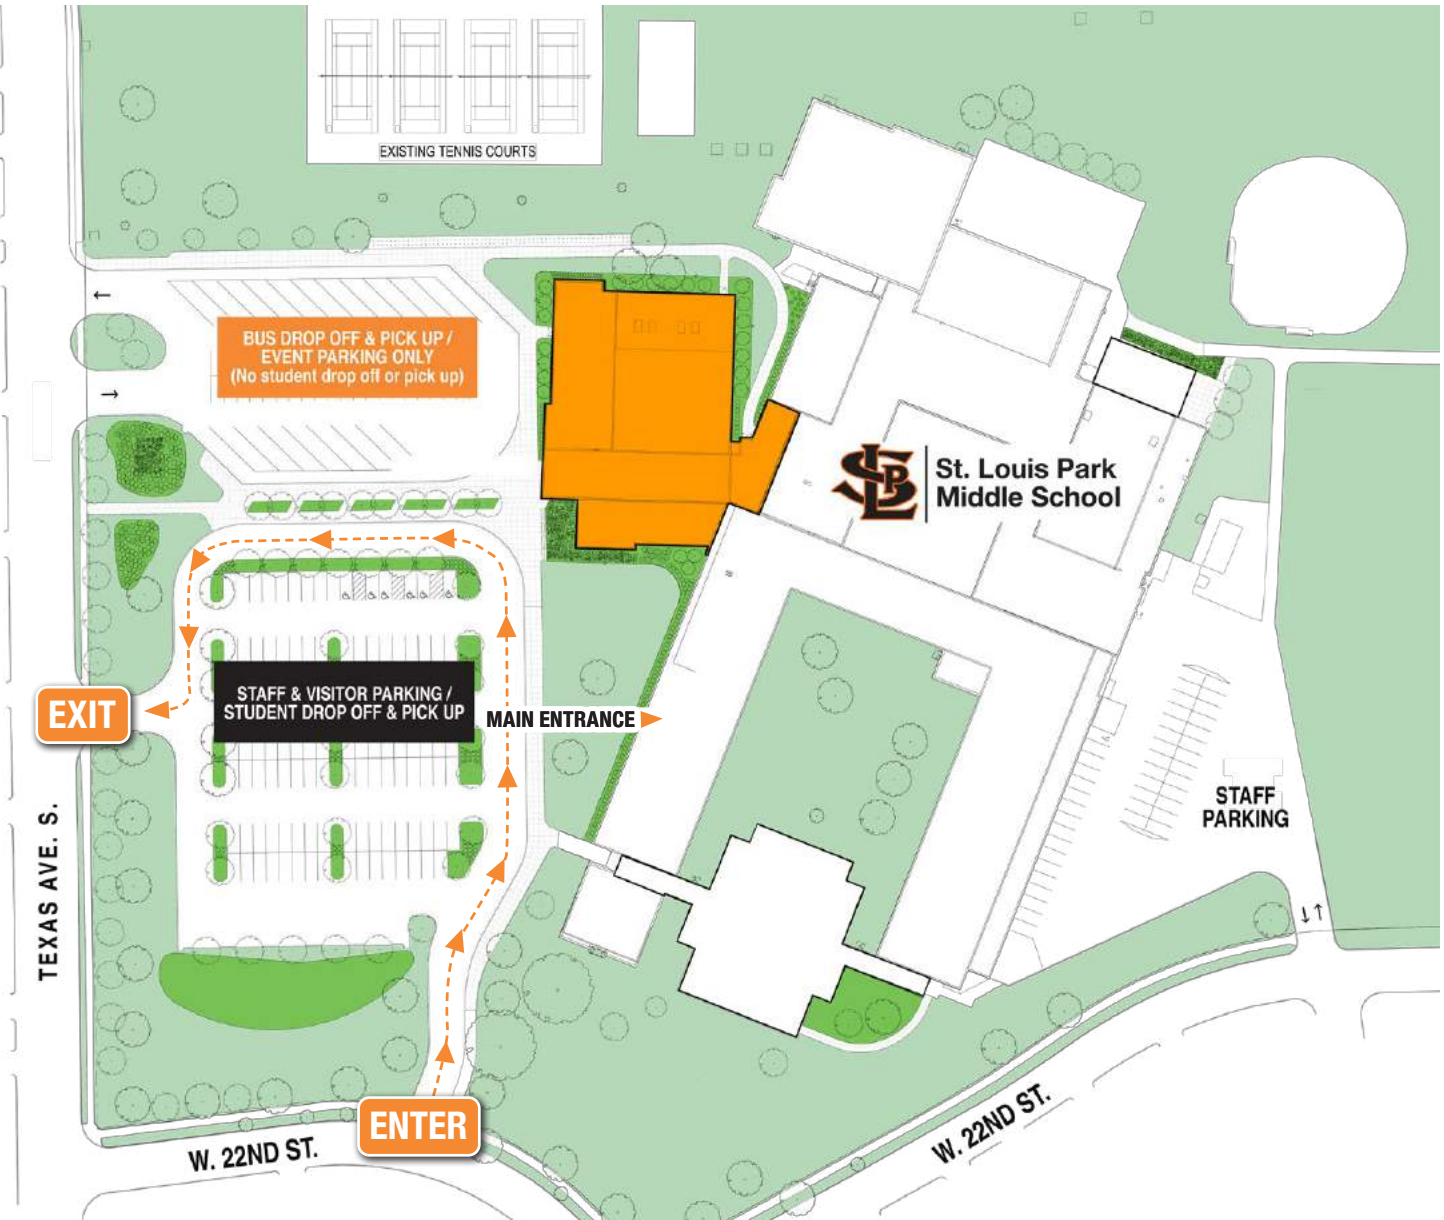 EXISTING TENNIS COURTS
BUS DROP OFF & PICK UP /
EVENT PARKING ONLY
(No student drop off or pick up)
SLP
St. Louis Park
Middle School
STAFF & VISITOR PARKING /
STUDENT DROP OFF & PICK UP
EXIT
MAIN ENTRANCE
STAFF
PARKING
TEXAS AVE. S.
ENTER
W. 22ND ST.
W. 22ND ST.